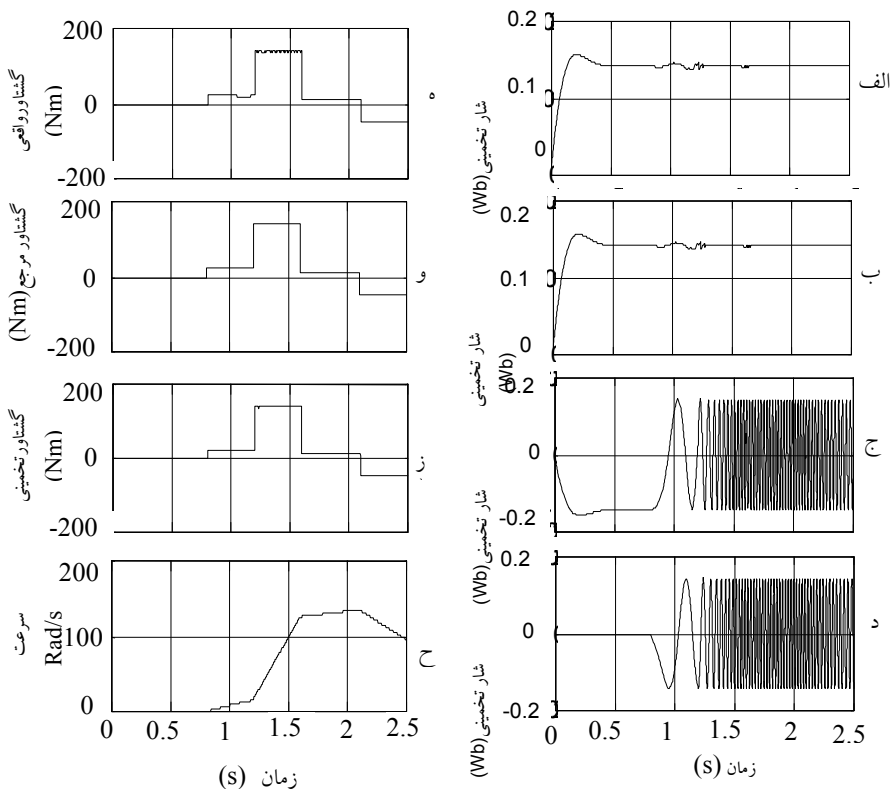 200
0
-200
گشتاورواقعی
(Nm)
ه
200
0
-200
گشتاور مرجع (Nm)
و
200
0
-200
گشتاور تخمینی
(Nm)
ز
200
100
0
سرعت
Rad/s
ح
0 0.5 1 1.5 2 2.5
زمان (s)
0.2
0.1
0
شار تخمینی (Wb)
الف
0.2
0.1
0
شار تخمینی
(Wb)
ب
0.2
0
-0.2
شار تخمینی (Wb)
ج
0.2
0
-0.2
شار تخمینی (Wb)
د
0 0.5 1 1.5 2 2.5
زمان (s)